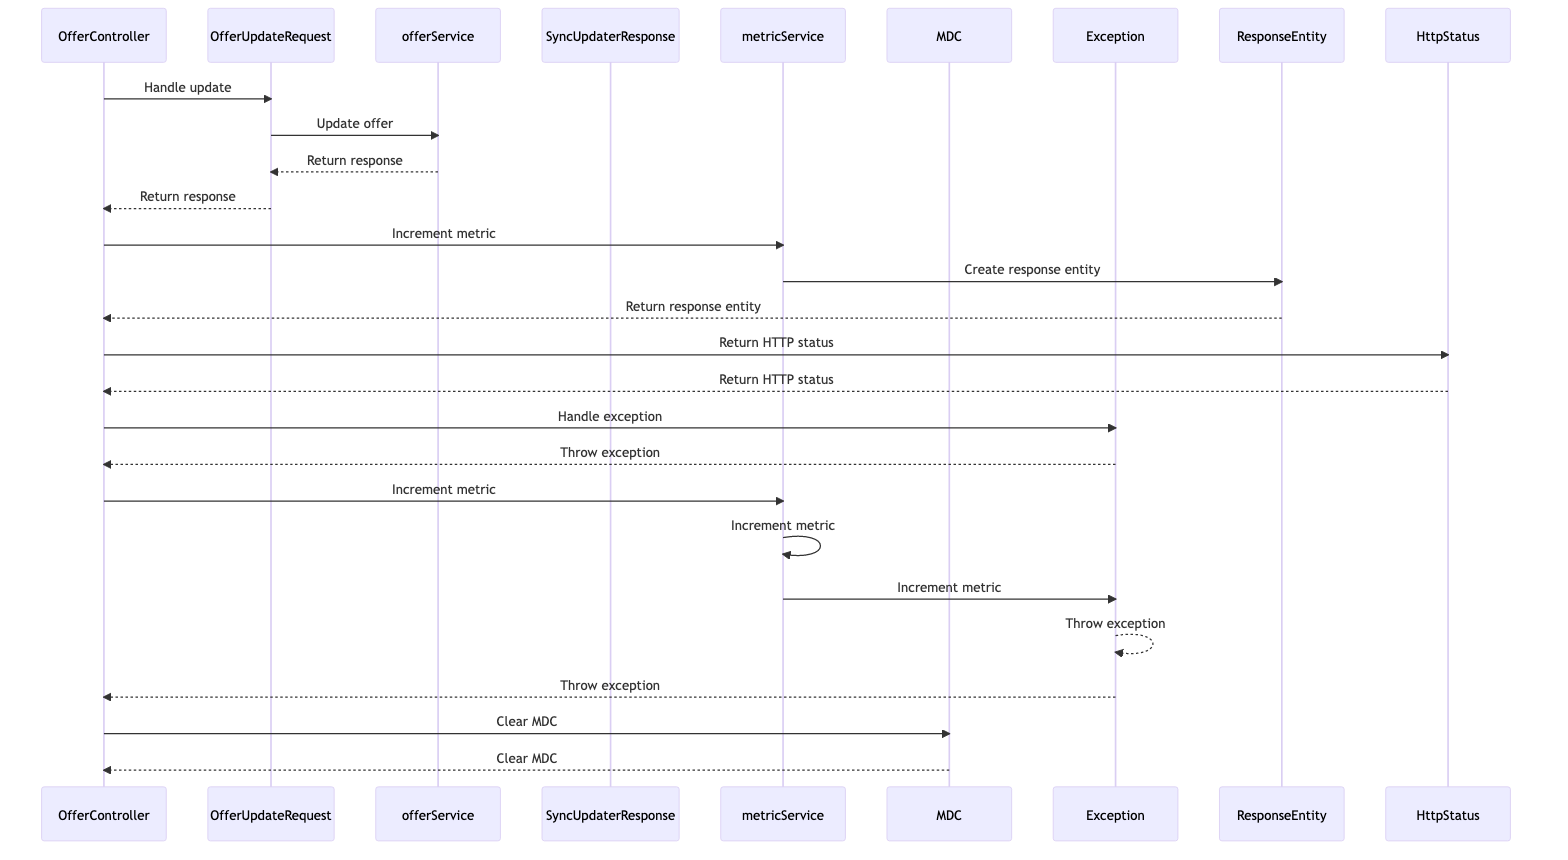 OfferController
OfferUpdateRequest
offerService
SyncUpdaterResponse
metricService
MDC
Exception
ResponseEntity
HttpStatus
Handle update
Update offer
Return response
Return response
Increment metric
Create response entity
Return response entity
Return HTTP status
Return HTTP status
Handle exception
Throw exception
Increment metric
Increment metric
Increment metric
Throw exception
Throw exception
Clear MDC
Clear MDC
OfferController
OfferUpdateRequest
offerService
SyncUpdaterResponse
metricService
MDC
Exception
ResponseEntity
HttpStatus